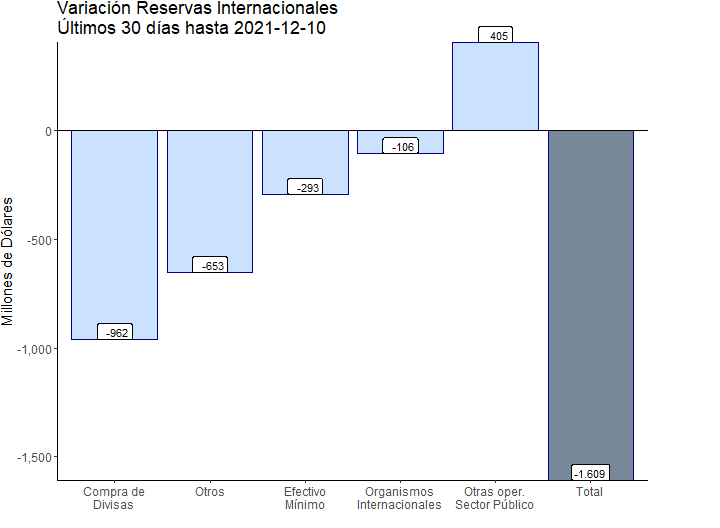 Variación Reservas Internacionales
Últimos 30 días hasta 2021-12-10
Millones de Dólares
0
-500
-1,000
-1,500
-962
-653
-293
-106
405
-1.609
Compra de
Divisas
Otros
Efectivo
Mínimo
Organismos
Internacionales
Otras oper.
Sector Público
Total